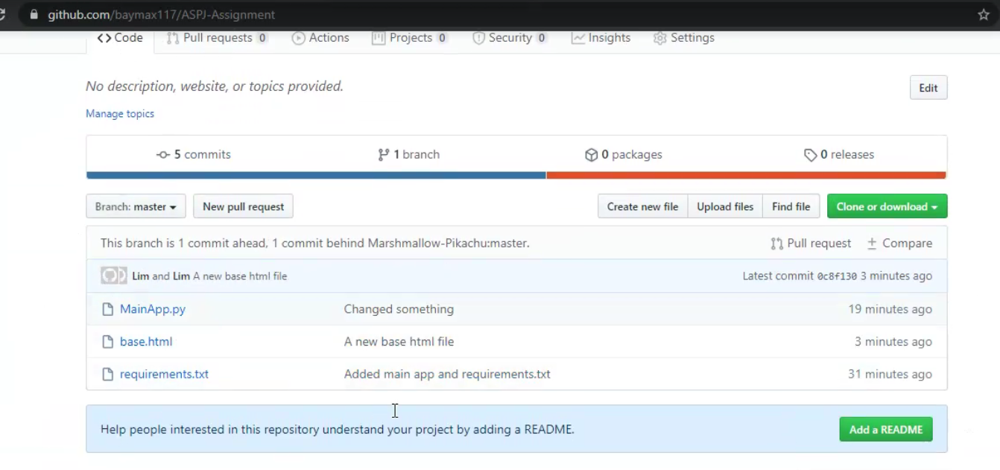 github.com/baymax117/ASPJ-Assignment
Code Pull requests 0 Actions Projects 0 Security 0 Insights Settings
No description, website, or topics provided. Edit
Manage topics
5 commits 1 branch 0 packages 0 releases
Branch: master New pull request Create new file Upload files Find file Clone or download
This branch is 1 commit ahead, 1 commit behind Marshmallow-Pikachu:master. Pull request Compare
Lim and Lim A new base html file Latest commit 0c8f130 3 minutes ago
MainApp.py Changed something 19 minutes ago
base.html A new base html file 3 minutes ago
requirements.txt Added main app and requirements.txt 31 minutes ago
Help people interested in this repository understand your project by adding a README. Add a README